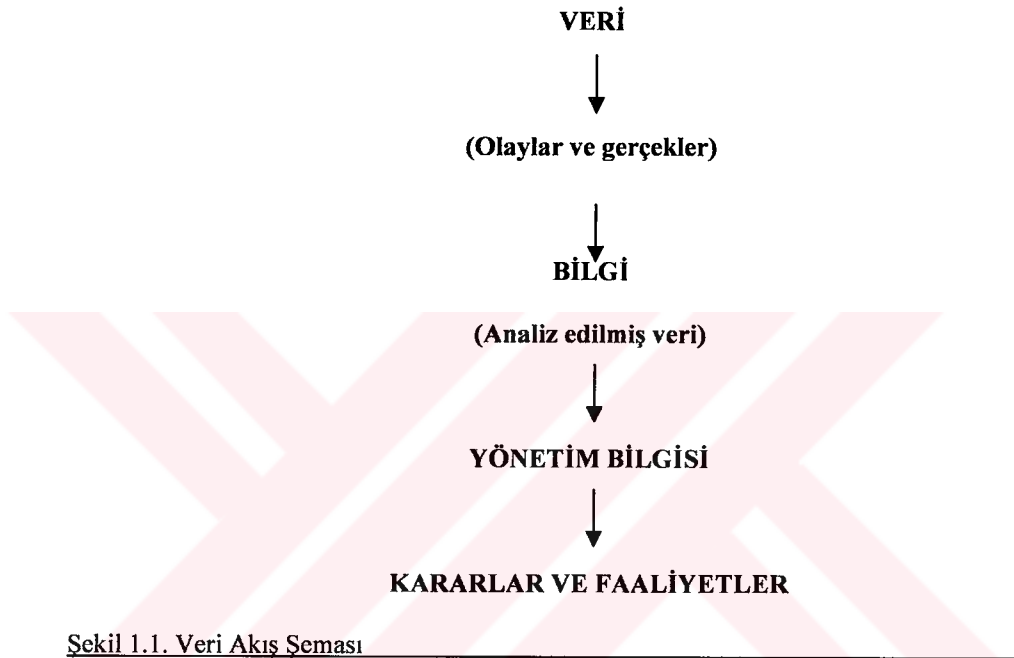 VERİ
(Olaylar ve gerçekler)
BİLGİ
(Analiz edilmiş veri)
YÖNETİM BİLGİSİ
KARARLAR VE FAALİYETLER
Şekil 1.1. Veri Akış Şeması